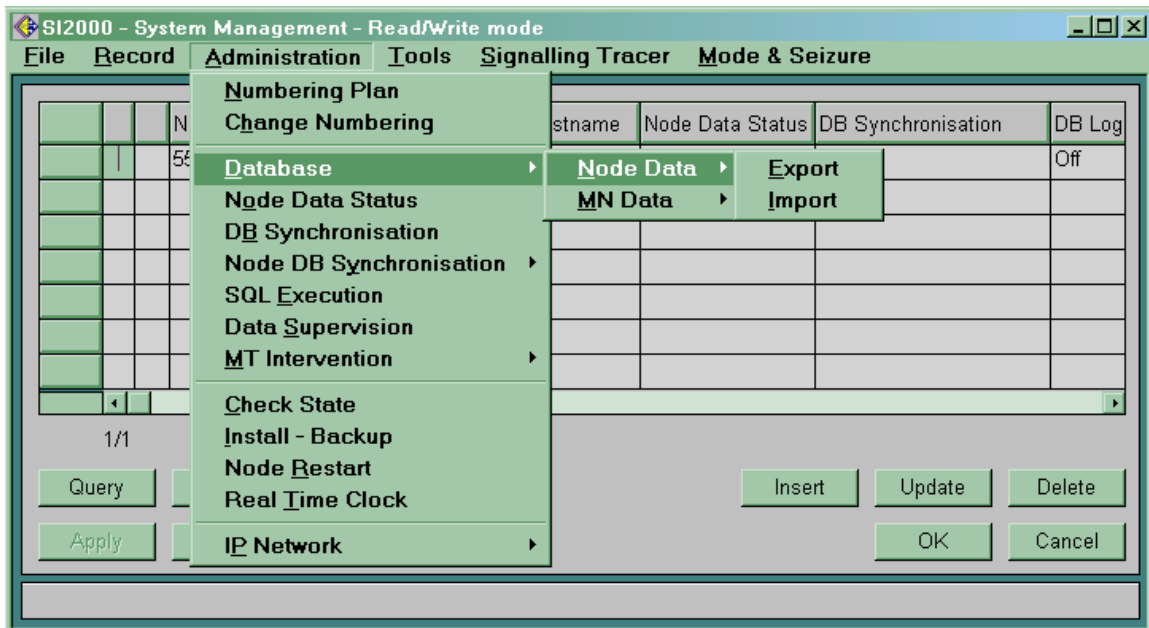 SI2000 - System Management - Read/Write mode
File Record Administration Tools Signalling Tracer Mode & Seizure
Numbering Plan
Change Numbering
Database
Node Data Status
DB Synchronisation
Node DB Synchronisation
SQL Execution
Data Supervision
MT Intervention
Check State
Install - Backup
Node Restart
Real Time Clock
IP Network
Node Data
MN Data
Export
Import
N stname Node Data Status DB Synchronisation DB Log
55 Off
1/1
Query Insert Update Delete
Apply OK Cancel